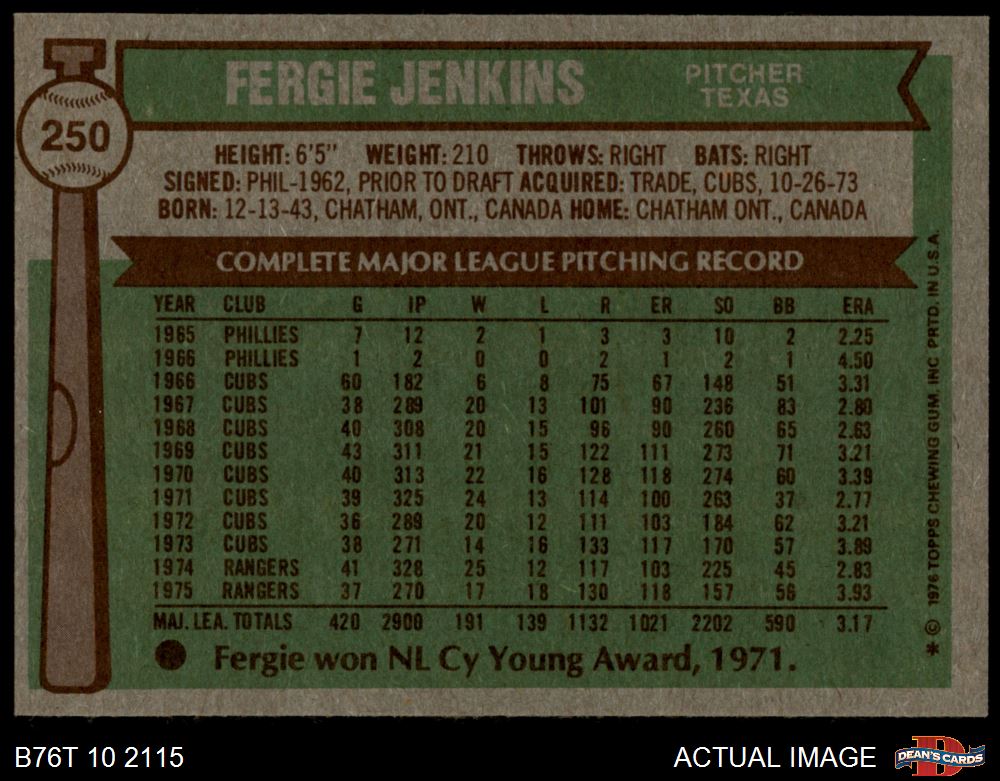 FERGIE JENKINS
PITCHER
TEXAS
250
HEIGHT: 6'5" WEIGHT: 210 THROWS: RIGHT BATS: RIGHT
SIGNED: PHIL-1962, PRIOR TO DRAFT ACQUIRED: TRADE, CUBS, 10-26-73
BORN: 12-13-43, CHATHAM, ONT., CANADA HOME: CHATHAM ONT., CANADA
COMPLETE MAJOR LEAGUE PITCHING RECORD
YEAR CLUB G IP W L R ER SO BB ERA
1965 PHILLIES 7 12 2 1 3 3 10 2 2.25
1966 PHILLIES 1 2 0 0 2 1 2 1 4.50
1966 CUBS 60 182 6 8 75 67 148 51 3.31
1967 CUBS 38 289 20 13 101 90 236 83 2.80
1968 CUBS 40 308 20 15 96 90 260 65 2.63
1969 CUBS 43 311 21 15 122 111 273 71 3.21
1970 CUBS 40 313 22 16 128 118 274 60 3.39
1971 CUBS 39 325 24 13 114 100 263 37 2.77
1972 CUBS 36 289 20 12 111 103 184 62 3.21
1973 CUBS 38 271 14 16 133 117 170 57 3.89
1974 RANGERS 41 328 25 12 117 103 225 45 2.83
1975 RANGERS 37 270 17 18 130 118 157 56 3.93
MAJ. LEA. TOTALS 420 2900 191 139 1132 1021 2202 590 3.17
Fergie won NL Cy Young Award, 1971.
* © 1976 TOPPS CHEWING GUM, INC PRTD. IN U.S.A.
B76T 10 2115
ACTUAL IMAGE
D
DEAN'S CARDS